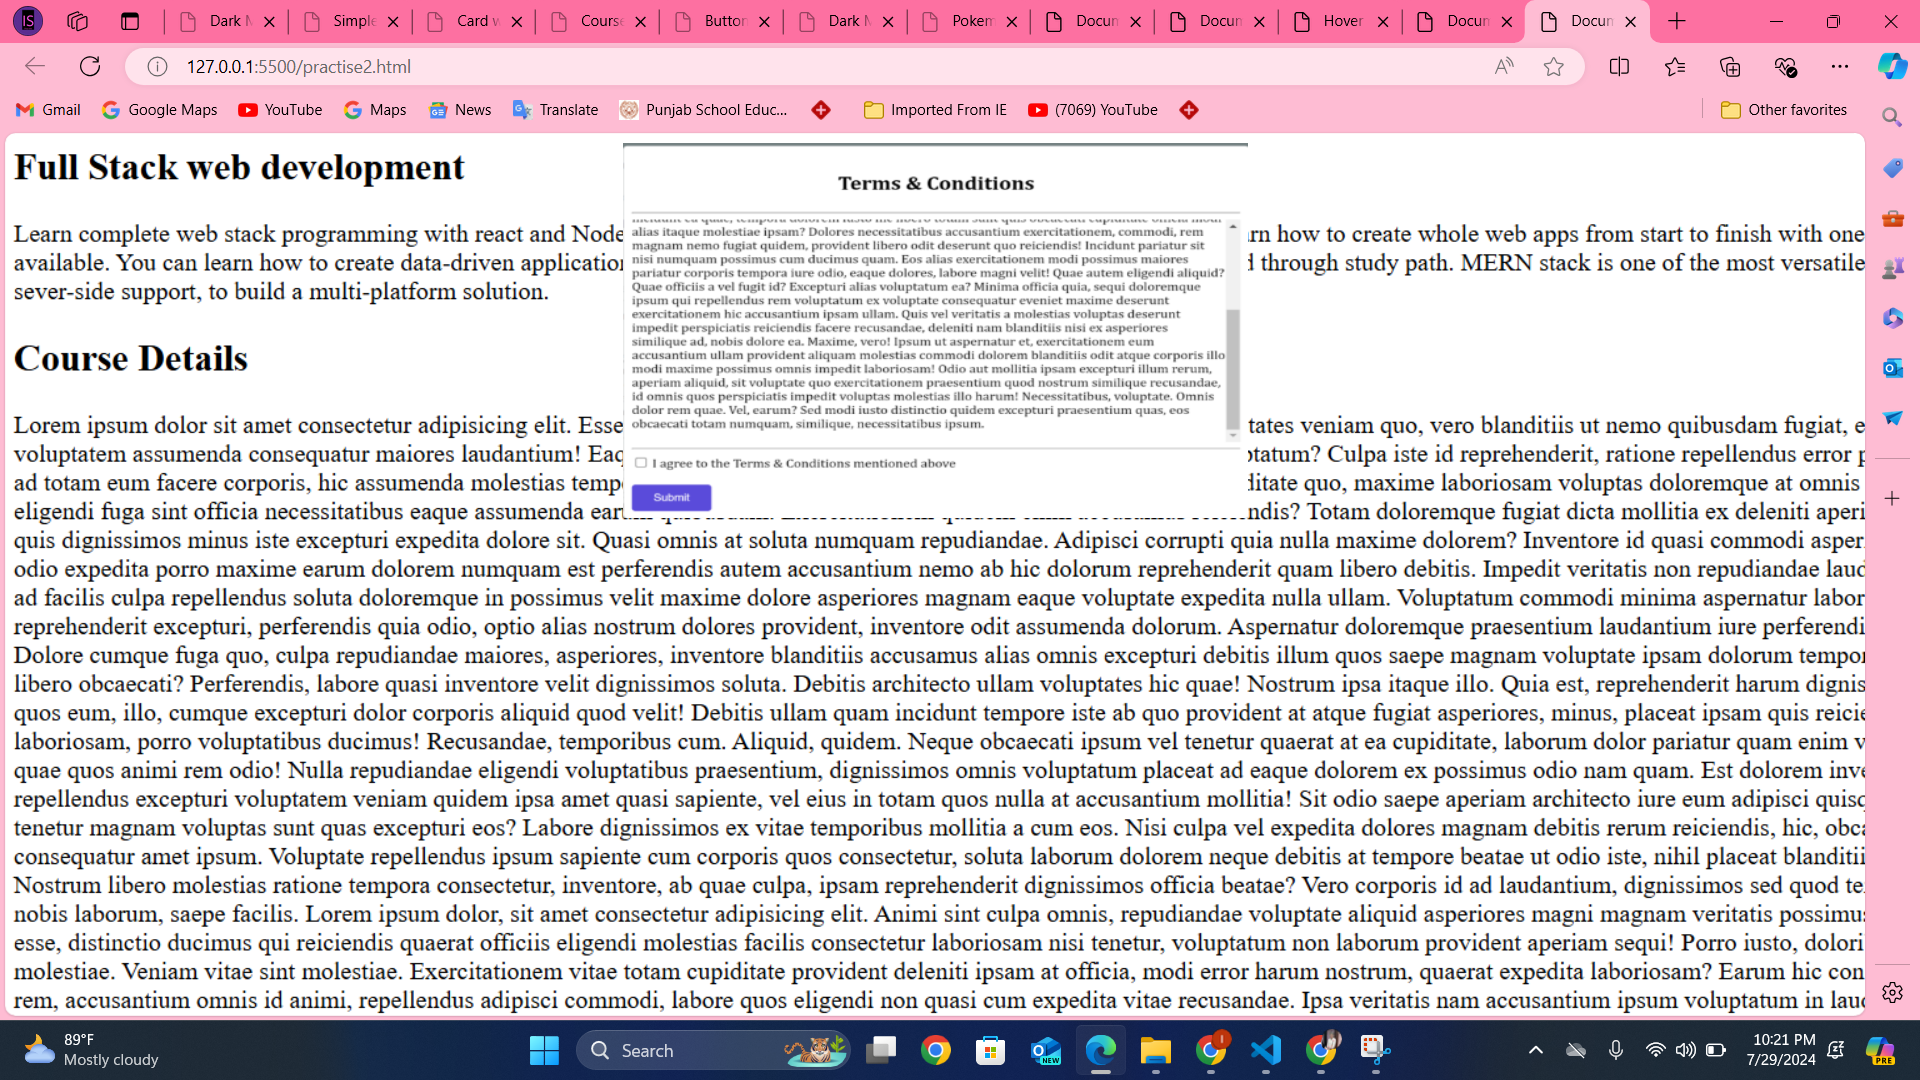 Dark M
Simple
Card w
Course
Button
Dark M
Pokem
Docun
Docun
Hover
Docun
Docun
127.0.0.1:5500/practise2.html
Gmail
Google Maps
YouTube
Maps
News
Translate
Punjab School Educ...
Imported From IE
(7069) YouTube
Other favorites
Full Stack web development
Terms & Conditions
Learn complete web stack programming with react and Node
rn how to create whole web apps from start to finish with one
available. You can learn how to create data-driven application
d through study path. MERN stack is one of the most versatile
sever-side support, to build a multi-platform solution.
alias itaque molestiae ipsam? Dolores necessitatibus accusantium exercitationem, commodi, rem
magnam nemo fugiat quidem, provident libero odit deserunt quo reiciendis! Incidunt pariatur sit
nisi numquam possimus cum ducimus quam. Eos alias exercitationem modi possimus maiores
pariatur corporis tempora iure odio, eaque dolores, labore magni velit! Quae autem eligendi aliquid?
Quae officiis a vel fugit id? Excepturi alias voluptatum ea? Minima officia quia, sequi doloremque
ipsum qui repellendus rem voluptatum ex voluptate consequatur eveniet maxime deserunt
exercitationem hic accusantium ipsam ullam. Quis vel veritatis a molestias voluptas deserunt
impedit perspiciatis reiciendis facere recusandae, deleniti nam blanditiis nisi ex asperiores
similique ad, nobis dolore ea. Maxime, vero! Ipsum ut aspernatur et, exercitationem eum
accusantium ullam provident aliquam molestias commodi dolorem blanditiis odit atque corporis illo
modi maxime possimus omnis impedit laboriosam! Odio aut mollitia ipsam excepturi illum rerum,
aperiam aliquid, sit voluptate quo exercitationem praesentium quod nostrum similique recusandae,
id omnis quos perspiciatis impedit voluptas molestias illo harum! Necessitatibus, voluptate. Omnis
dolor rem quae. Vel, earum? Sed modi iusto distinctio quidem excepturi praesentium quas, eos
obcaecati totam numquam, similique, necessitatibus ipsum.
I agree to the Terms & Conditions mentioned above
Submit
Course Details
Lorem ipsum dolor sit amet consectetur adipisicing elit. Esse
tates veniam quo, vero blanditiis ut nemo quibusdam fugiat, e
voluptatem assumenda consequatur maiores laudantium! Eaq
ptatum? Culpa iste id reprehenderit, ratione repellendus error p
ad totam eum facere corporis, hic assumenda molestias temp
ditate quo, maxime laboriosam voluptas doloremque at omnis
eligendi fuga sint officia necessitatibus eaque assumenda
ndis? Totam doloremque fugiat dicta mollitia ex deleniti aperi
quis dignissimos minus iste excepturi expedita dolore sit. Quasi omnis at soluta numquam repudiandae. Adipisci corrupti quia nulla maxime dolorem? Inventore id quasi commodi asper
odio expedita porro maxime earum dolorem numquam est perferendis autem accusantium nemo ab hic dolorum reprehenderit quam libero debitis. Impedit veritatis non repudiandae laud
ad facilis culpa repellendus soluta doloremque in possimus velit maxime dolore asperiores magnam eaque voluptate expedita nulla ullam. Voluptatum commodi minima aspernatur labor
reprehenderit excepturi, perferendis quia odio, optio alias nostrum dolores provident, inventore odit assumenda dolorum. Aspernatur doloremque praesentium laudantium iure perferendi
Dolore cumque fuga quo, culpa repudiandae maiores, asperiores, inventore blanditiis accusamus alias omnis excepturi debitis illum quos saepe magnam voluptate ipsam dolorum tempor
libero obcaecati? Perferendis, labore quasi inventore velit dignissimos soluta. Debitis architecto ullam voluptates hic quae! Nostrum ipsa itaque illo. Quia est, reprehenderit harum dignis
quos eum, illo, cumque excepturi dolor corporis aliquid quod velit! Debitis ullam quam incidunt tempore iste ab quo provident at atque fugiat asperiores, minus, placeat ipsam quis reicie
laboriosam, porro voluptatibus ducimus! Recusandae, temporibus cum. Aliquid, quidem. Neque obcaecati ipsum vel tenetur quaerat at ea cupiditate, laborum dolor pariatur quam enim v
quae quos animi rem odio! Nulla repudiandae eligendi voluptatibus praesentium, dignissimos omnis voluptatum placeat ad eaque dolorem ex possimus odio nam quam. Est dolorem inve
repellendus excepturi voluptatem veniam quidem ipsa amet quasi sapiente, vel eius in totam quos nulla at accusantium mollitia! Sit odio saepe aperiam architecto iure eum adipisci quisq
tenetur magnam voluptas sunt quas excepturi eos? Labore dignissimos ex vitae temporibus mollitia a cum eos. Nisi culpa vel expedita dolores magnam debitis rerum reiciendis, hic, obca
consequatur amet ipsum. Voluptate repellendus ipsum sapiente cum corporis quos consectetur, soluta laborum dolorem neque debitis at tempore beatae ut odio iste, nihil placeat blanditii
Nostrum libero molestias ratione tempora consectetur, inventore, ab quae culpa, ipsam reprehenderit dignissimos officia beatae? Vero corporis id ad laudantium, dignissimos sed quod te
nobis laborum, saepe facilis. Lorem ipsum dolor, sit amet consectetur adipisicing elit. Animi sint culpa omnis, repudiandae voluptate aliquid asperiores magni magnam veritatis possimus
esse, distinctio ducimus qui reiciendis quaerat officiis eligendi molestias facilis consectetur laboriosam nisi tenetur, voluptatum non laborum provident aperiam sequi! Porro iusto, dolori
molestiae. Veniam vitae sint molestiae. Exercitationem vitae totam cupiditate provident deleniti ipsam at officia, modi error harum nostrum, quaerat expedita laboriosam? Earum hic con
rem, accusantium omnis id animi, repellendus adipisci commodi, labore quos eligendi non quasi cum expedita vitae recusandae. Ipsa veritatis nam accusantium ipsum voluptatum in lauc
89°F
Mostly cloudy
Search
NEW
10:21 PM
7/29/2024
PRE